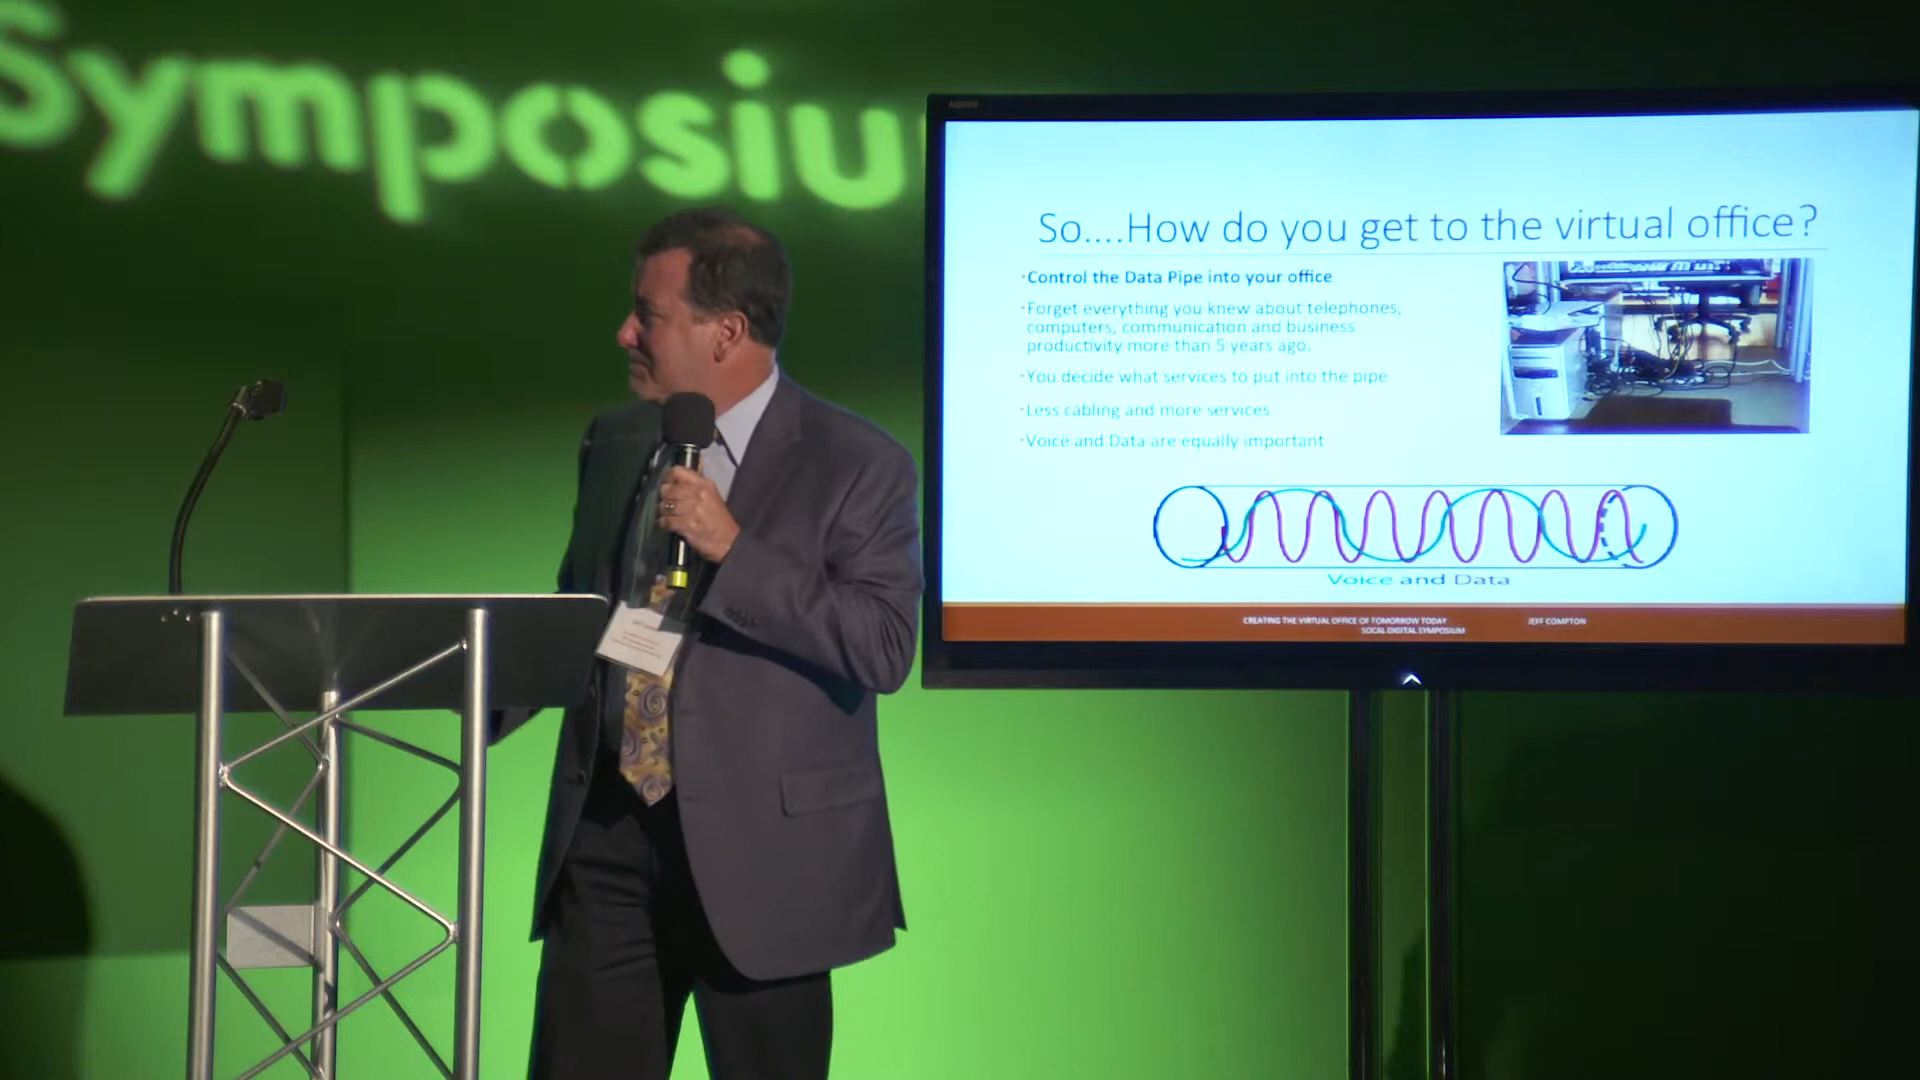 Symposiu
So....How do you get to the virtual office?
•Control the Data Pipe into your office
•Forget everything you knew about telephones,
computers, communication and business
productivity more than 5 years ago.
•You decide what services to put into the pipe
•Less cabling and more services
•Voice and Data are equally important
Voice and Data
CREATING THE VIRTUAL OFFICE OF TOMORROW TODAY JEFF COMPTON
SOCAL DIGITAL SYMPOSIUM